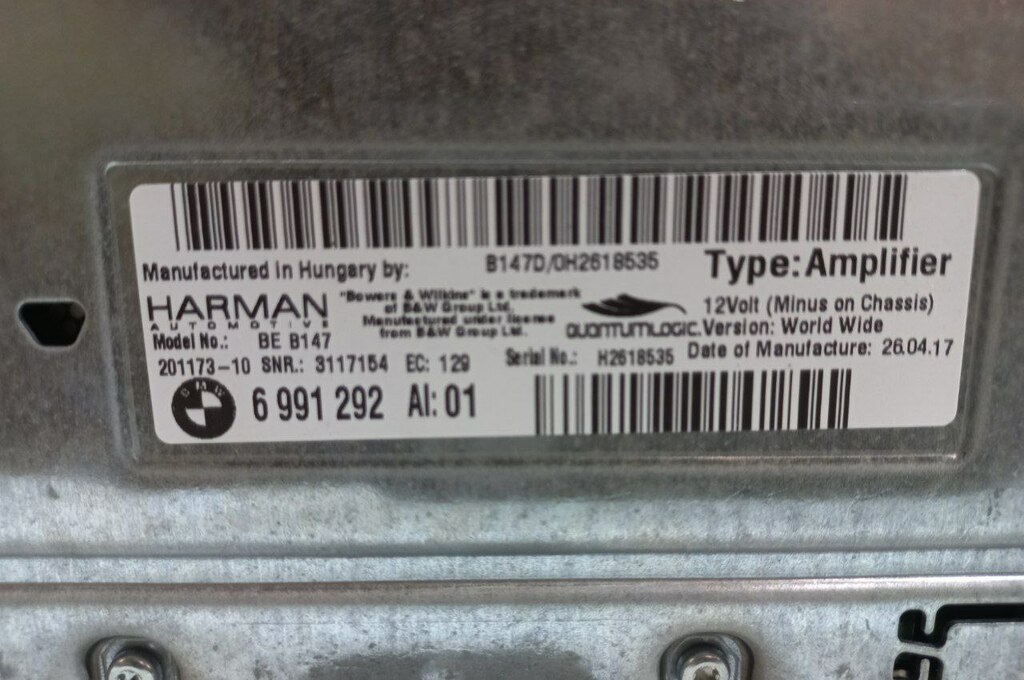 Manufactured in Hungary by:
B147D/0H2618535
Type:Amplifier
HARMAN
AUTOMOTIVE
"Bowers & Wilkins" is a trademark
of B&W Group Ltd.
Manufactured under license
from B&W Group Ltd.
QUANTUMLOGIC.
12Volt (Minus on Chassis)
Version: World Wide
Model No.: BE B147
201173-10 SNR.: 3117154 EC: 129
Serial No.: H2618535
Date of Manufacture: 26.04.17
BMW
6 991 292 AI: 01